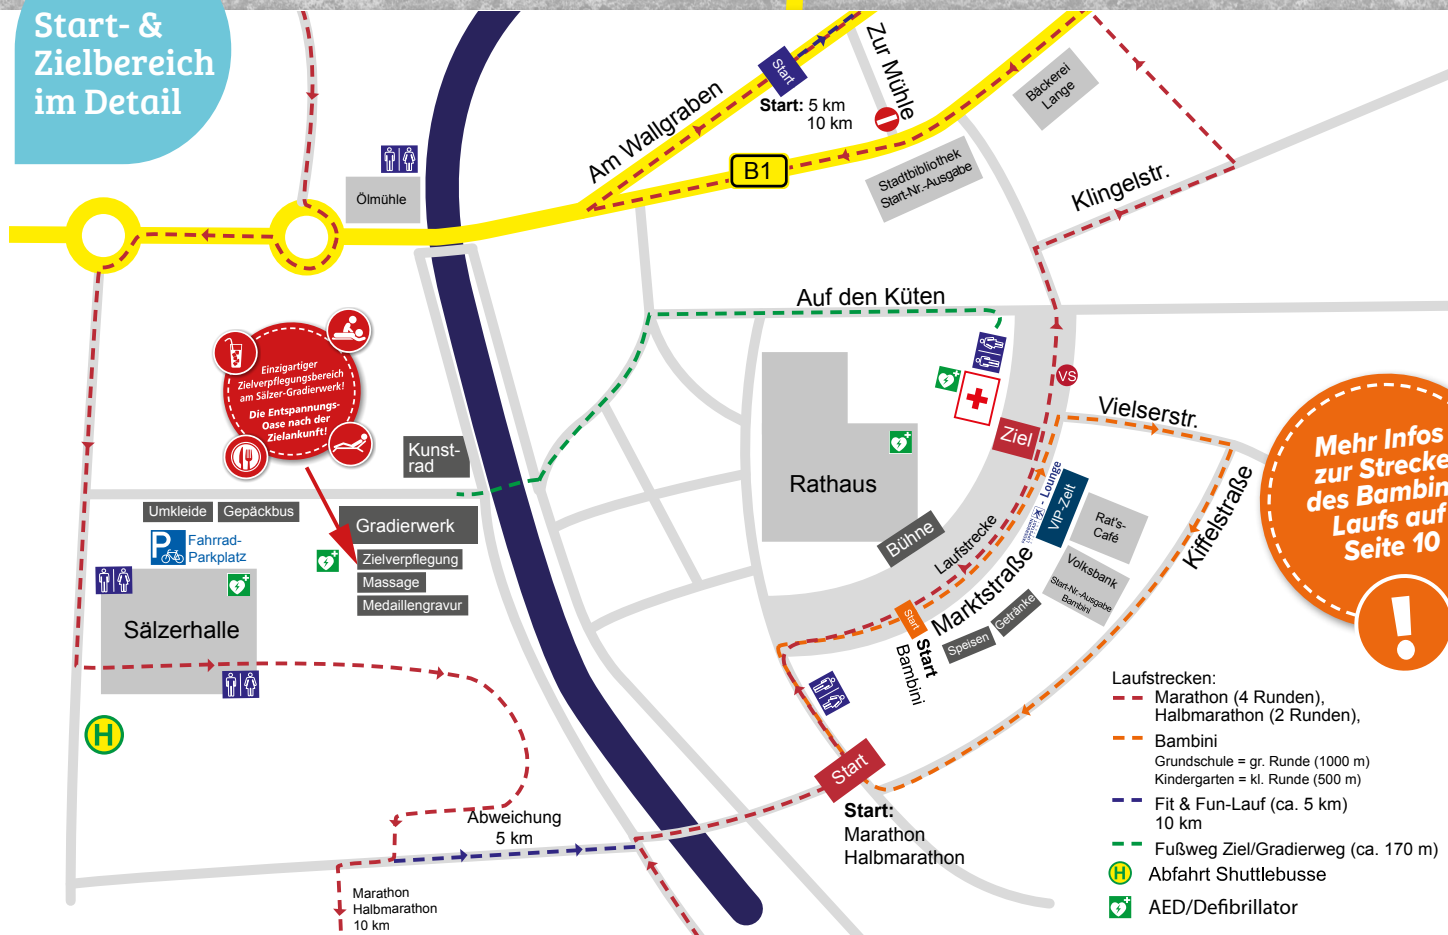 Start- &
Zielbereich
im Detail
Zur Mühle
Start
Start: 5 km
10 km
Am Wallgraben
Bäckerei
Lange
B1
Stadtbibliothek
Start-Nr.-Ausgabe
Klingelstr.
Ölmühle
Auf den Küten
Einzigartiger
Zielverpflegungsbereich
am Sälzer-Gradierwerk!
Die Entspannungs-
Oase nach der
Zielankunft!
VS
Vielserstr.
Ziel
Kunst-
rad
Rathaus
Lounge
VIP-Zelt
Rat's-
Café
Kiffelstraße
Mehr Infos
zur Strecke
des Bambin
Laufs auf
Seite 10
!
Umkleide
Gepäckbus
Gradierwerk
P
Fahrrad-
Parkplatz
Zielverpflegung
Massage
Medaillengravur
Bühne
Laufstrecke
Marktstraße
Volksbank
Start-Nr.-Ausgabe
Bambini
Start
Start
Bambini
Speisen
Getränke
Sälzerhalle
H
Start
Start:
Marathon
Halbmarathon
Abweichung
5 km
Marathon
Halbmarathon
10 km
Laufstrecken:
Marathon (4 Runden),
Halbmarathon (2 Runden),
Bambini
Grundschule = gr. Runde (1000 m)
Kindergarten = kl. Runde (500 m)
Fit & Fun-Lauf (ca. 5 km)
10 km
Fußweg Ziel/Gradierweg (ca. 170 m)
H Abfahrt Shuttlebusse
AED/Defibrillator